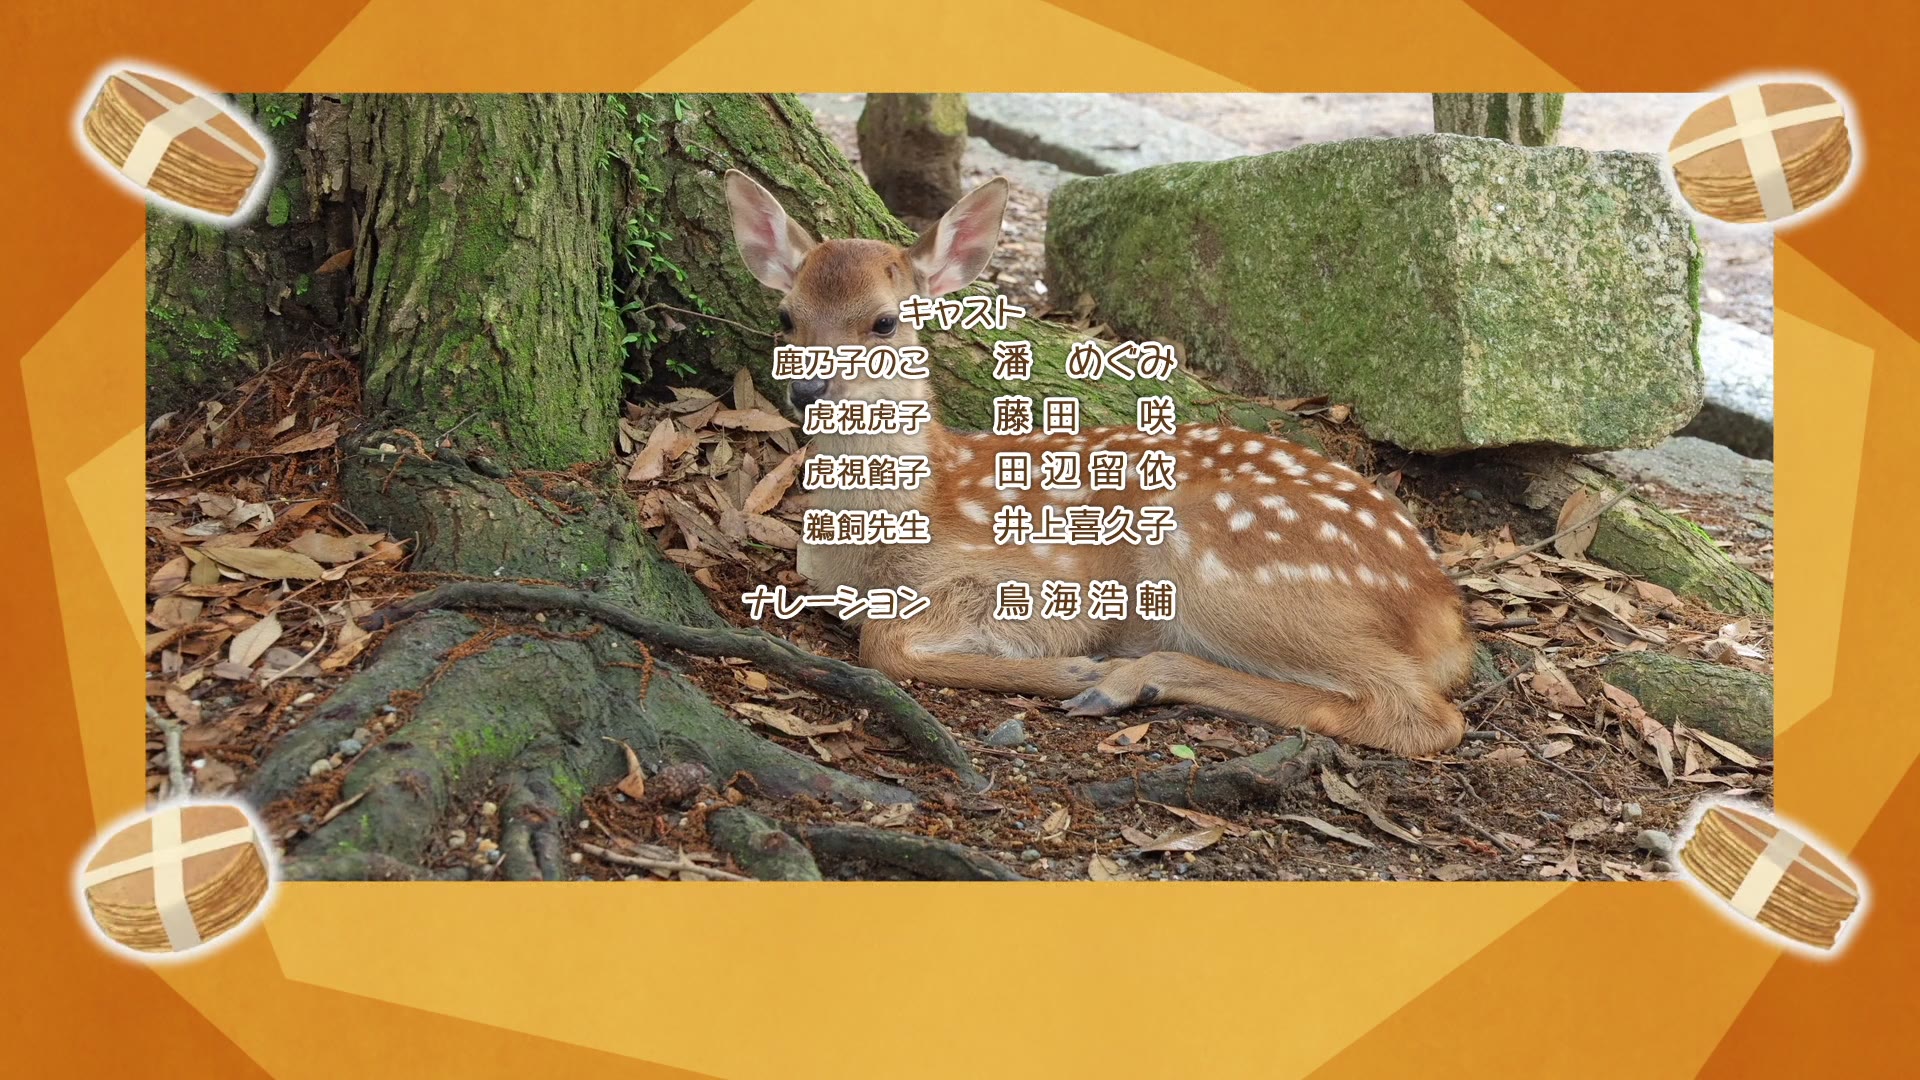 キャスト
鹿乃子のこ　潘　めぐみ
虎視虎子　藤田　咲
虎視餡子　田辺留依
鵜飼先生　井上喜久子
ナレーション　鳥海浩輔